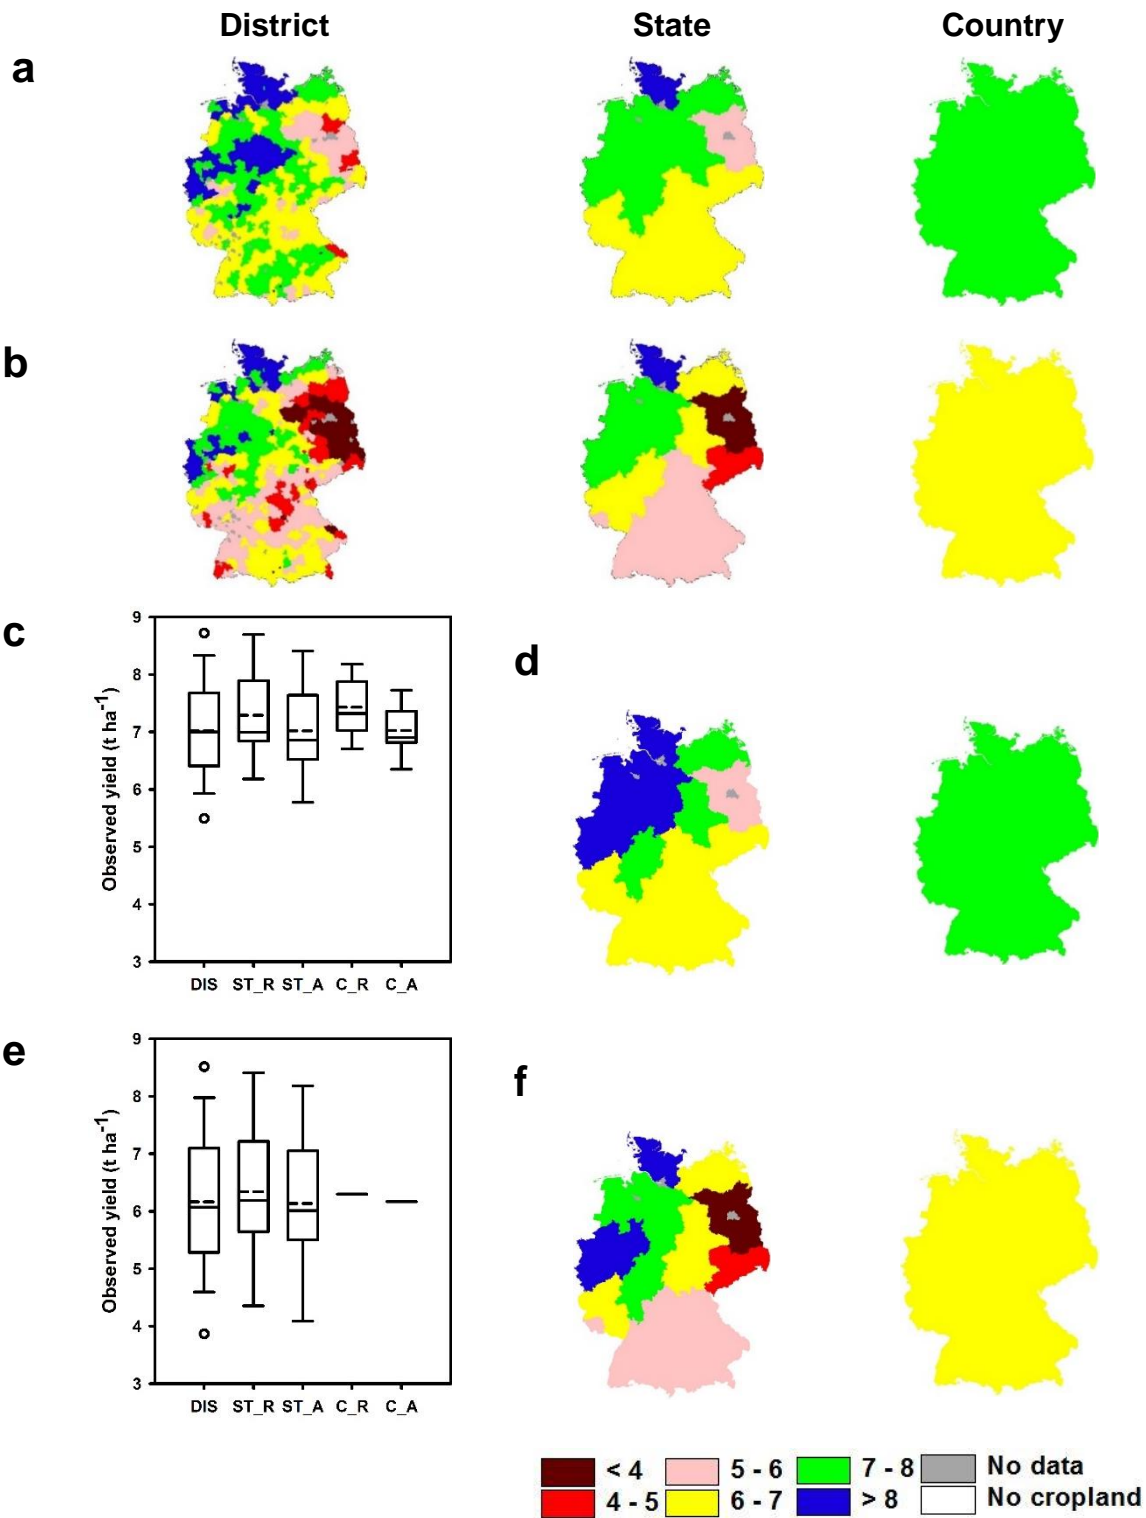 District State Country
a
b
c
9
8
7
6
5
4
3
Observed yield (t ha⁻¹)
DIS ST_R ST_A C_R C_A
d
e
9
8
7
6
5
4
3
Observed yield (t ha⁻¹)
DIS ST_R ST_A C_R C_A
f
< 4 5 - 6 7 - 8 No data
4 - 5 6 - 7 > 8 No cropland